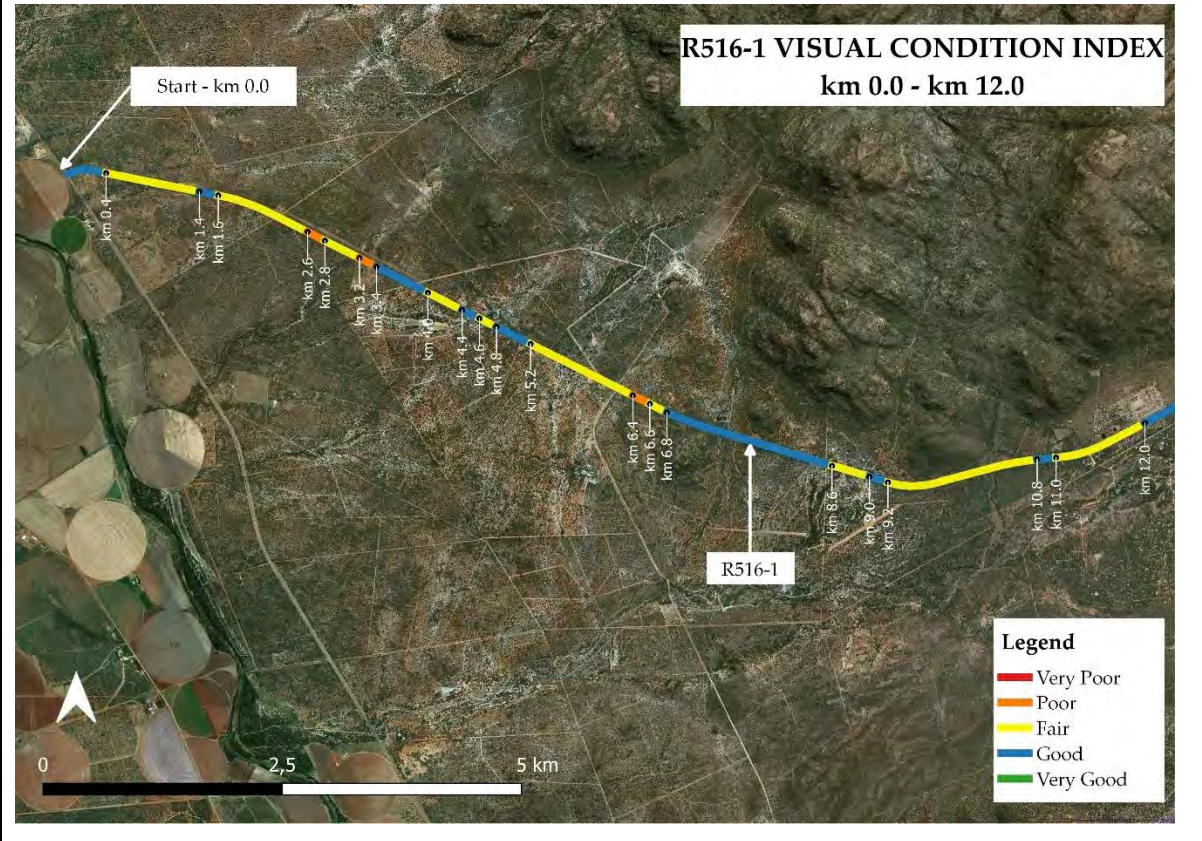 R516-1 VISUAL CONDITION INDEX
km 0.0 - km 12.0
Start - km 0.0
km 0.4
km 1.4
km 1.6
km 2.6
km 2.8
km 3.2
km 3.4
km 4.0
km 4.4
km 4.6
km 4.8
km 5.2
km 6.4
km 6.6
km 6.8
km 8.6
km 9.0
km 9.2
km 10.8
km 11.0
km 12.0
R516-1
Legend
Very Poor
Poor
Fair
Good
Very Good
0 2,5 5 km